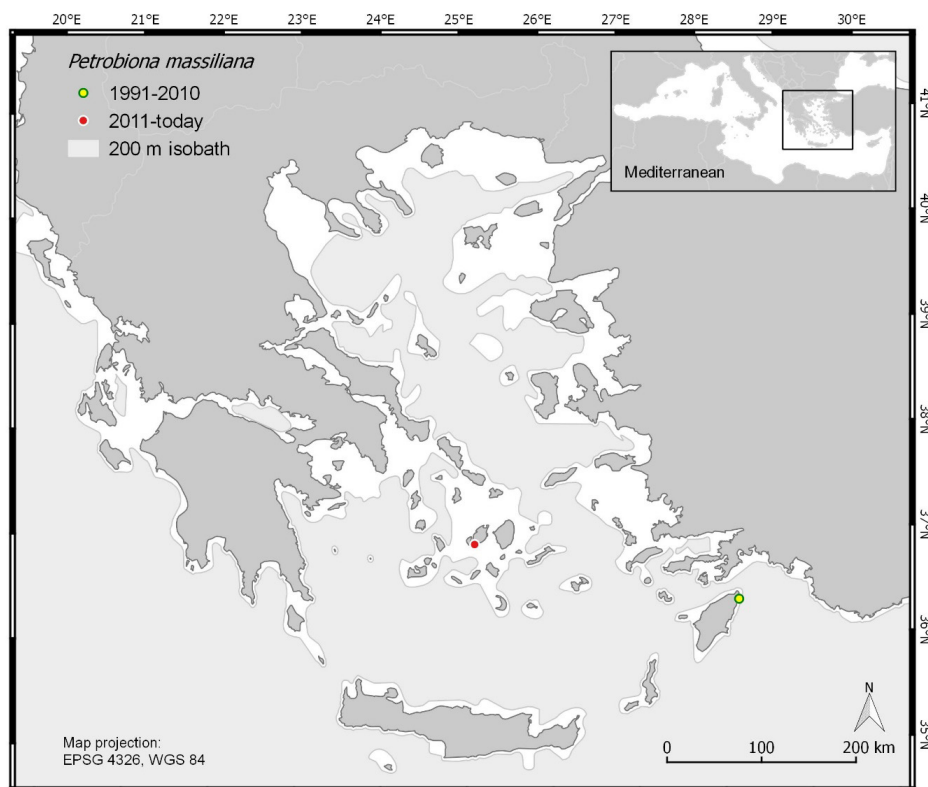 20° 21° 22° 23° 24° 25° 26° 27° 28° 29° 30°
Petrobiona massiliana
1991-2010
2011-today
200 m isobath
Mediterranean
41°N
40°N
39°N
38°N
37°N
36°N
35°N
N
Map projection:
EPSG 4326, WGS 84
0 100 200 km